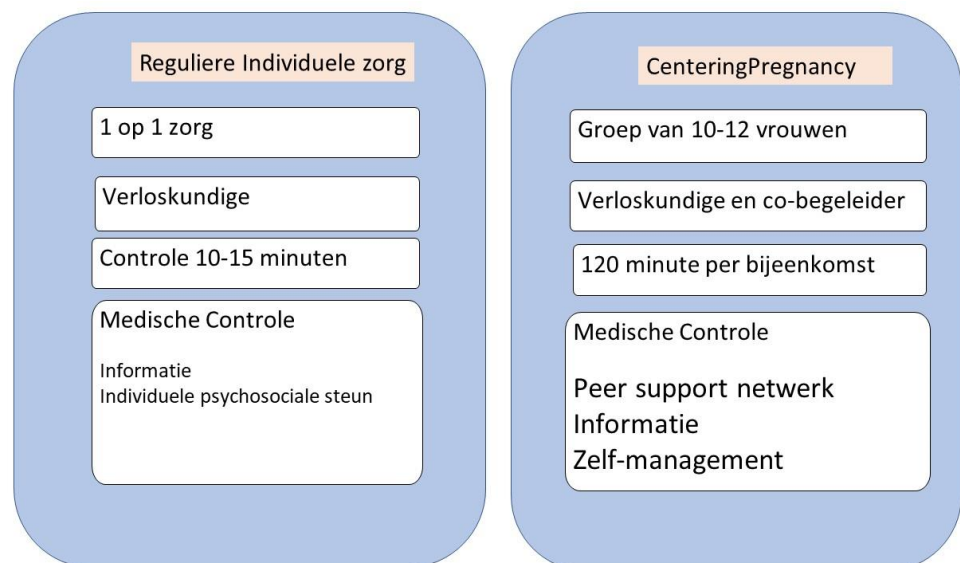 Reguliere Individuele zorg
1 op 1 zorg
Verloskundige
Controle 10-15 minuten
Medische Controle
Informatie
Individuele psychosociale steun
CenteringPregnancy
Groep van 10-12 vrouwen
Verloskundige en co-begeleider
120 minute per bijeenkomst
Medische Controle
Peer support netwerk
Informatie
Zelf-management